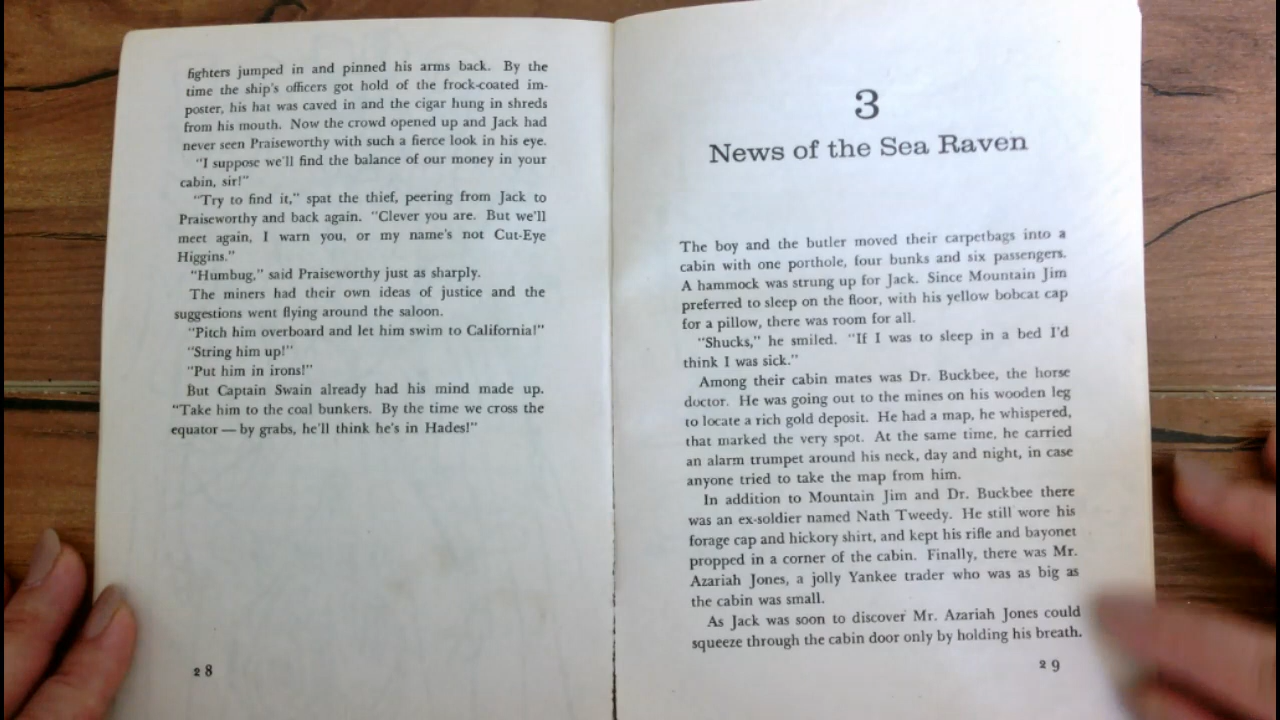 fighters jumped in and pinned his arms back. By the
time the ship's officers got hold of the frock-coated im-
poster, his hat was caved in and the cigar hung in shreds
from his mouth. Now the crowd opened up and Jack had
never seen Praiseworthy with such a fierce look in his eye.
"I suppose we'll find the balance of our money in your
cabin, sir!"
"Try to find it," spat the thief, peering from Jack to
Praiseworthy and back again. "Clever you are. But we'll
meet again, I warn you, or my name's not Cut-Eye
Higgins."
"Humbug," said Praiseworthy just as sharply.
The miners had their own ideas of justice and the
suggestions went flying around the saloon.
"Pitch him overboard and let him swim to California!"
"String him up!"
"Put him in irons!"
But Captain Swain already had his mind made up.
"Take him to the coal bunkers. By the time we cross the
equator — by grabs, he'll think he's in Hades!"
28
3
News of the Sea Raven
The boy and the butler moved their carpetbags into a
cabin with one porthole, four bunks and six passengers.
A hammock was strung up for Jack. Since Mountain Jim
preferred to sleep on the floor, with his yellow bobcat cap
for a pillow, there was room for all.
"Shucks," he smiled. "If I was to sleep in a bed I'd
think I was sick."
Among their cabin mates was Dr. Buckbee, the horse
doctor. He was going out to the mines on his wooden leg
to locate a rich gold deposit. He had a map, he whispered,
that marked the very spot. At the same time, he carried
an alarm trumpet around his neck, day and night, in case
anyone tried to take the map from him.
In addition to Mountain Jim and Dr. Buckbee there
was an ex-soldier named Nath Tweedy. He still wore his
forage cap and hickory shirt, and kept his rifle and bayonet
propped in a corner of the cabin. Finally, there was Mr.
Azariah Jones, a jolly Yankee trader who was as big as
the cabin was small.
As Jack was soon to discover Mr. Azariah Jones could
squeeze through the cabin door only by holding his breath.
29